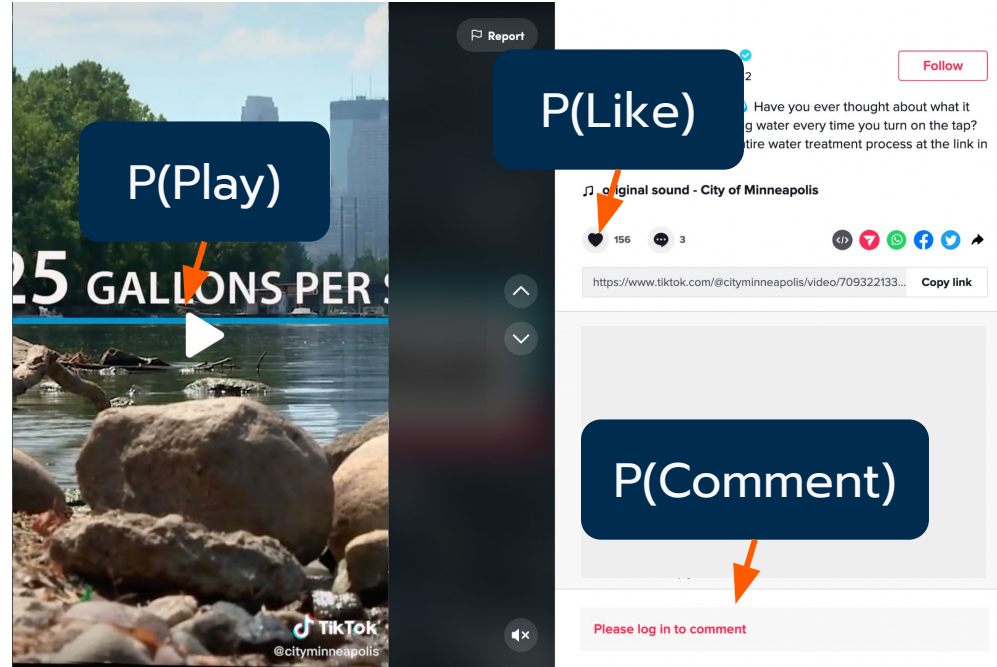 Report
P(Like)
2
Follow
Have you ever thought about what it
g water every time you turn on the tap?
tire water treatment process at the link in
P(Play)
original sound - City of Minneapolis
156
3
25 GALLONS PER
https://www.tiktok.com/@cityminneapolis/video/709322133...
Copy link
P(Comment)
Please log in to comment
TikTok
@cityminneapolis